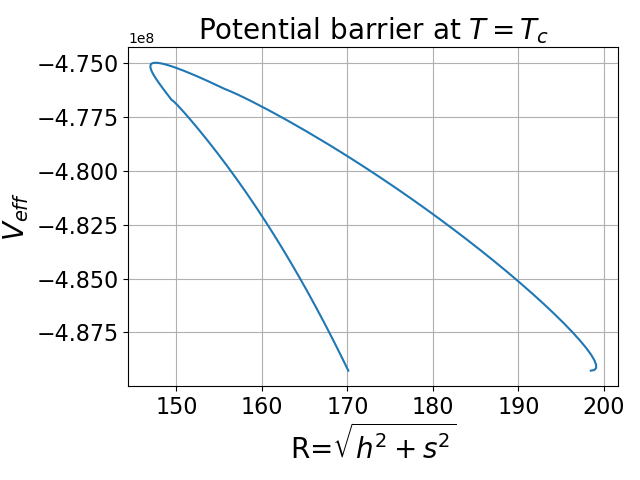 Potential barrier at T = T_c
1e8
−4.750
−4.775
−4.800
−4.825
−4.850
−4.875
V_eff
150 160 170 180 190 200
R=√h² + s²